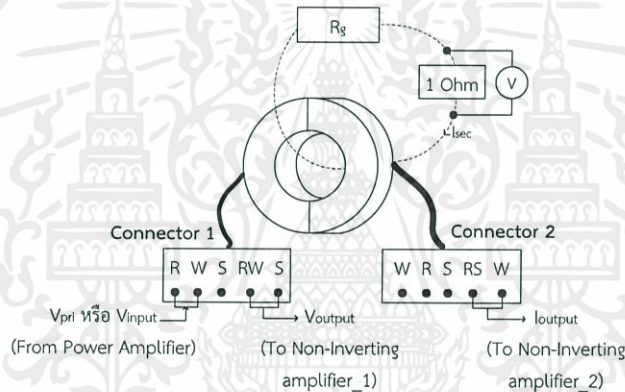 Rg
1 Ohm
V
Isec
Connector 1
Connector 2
R W S RW S
W R S RS W
Vpri หรือ Vinput
Voutput
Ioutput
(From Power Amplifier)
(To Non-Inverting
amplifier_1)
(To Non-Inverting
amplifier_2)